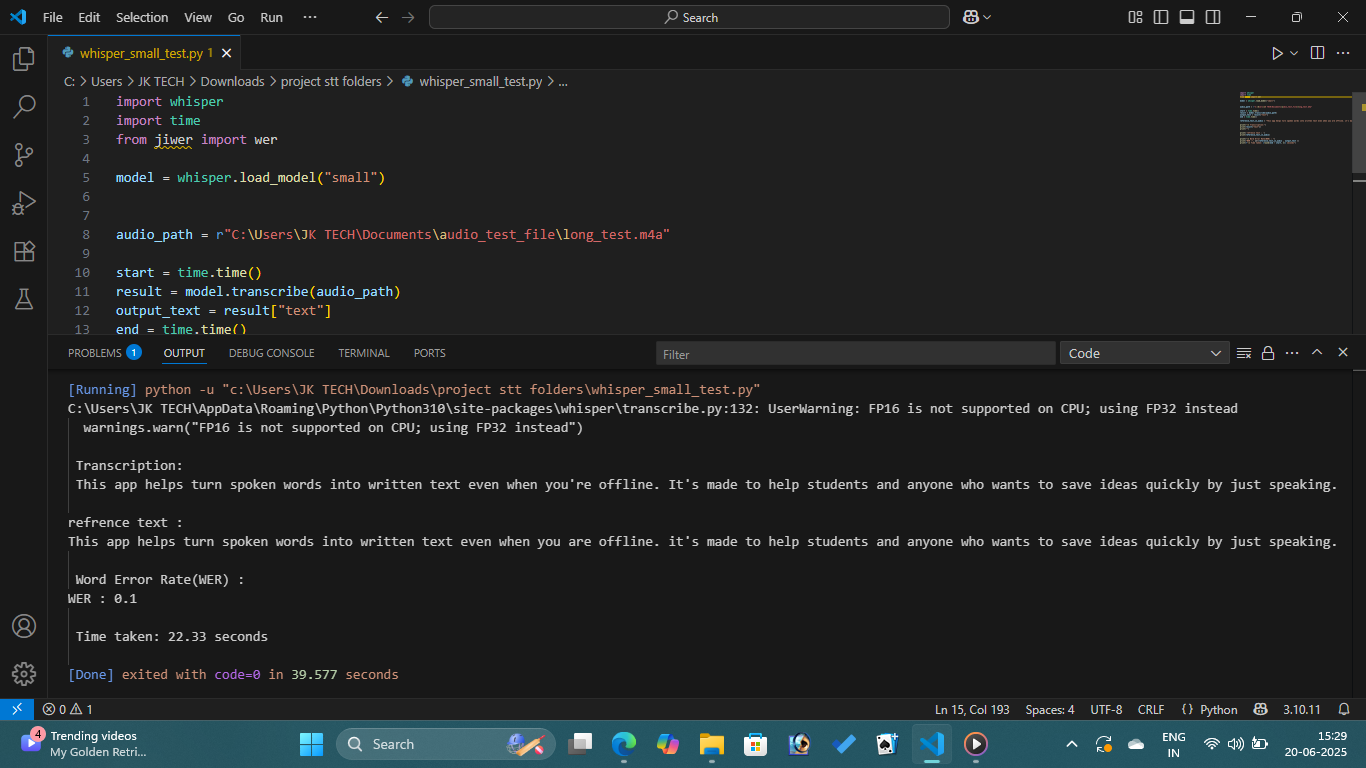 File Edit Selection View Go Run ··· Search
whisper_small_test.py 1
C: > Users > JK TECH > Downloads > project stt folders > whisper_small_test.py > ...
1 import whisper
2 import time
3 from jiwer import wer
4
5 model = whisper.load_model("small")
6
7
8 audio_path = r"C:\Users\JK TECH\Documents\audio_test_file\long_test.m4a"
9
10 start = time.time()
11 result = model.transcribe(audio_path)
12 output_text = result["text"]
13 end = time.time()
PROBLEMS 1 OUTPUT DEBUG CONSOLE TERMINAL PORTS Filter Code ···
[Running] python -u "c:\Users\JK TECH\Downloads\project stt folders\whisper_small_test.py"
C:\Users\JK TECH\AppData\Roaming\Python\Python310\site-packages\whisper\transcribe.py:132: UserWarning: FP16 is not supported on CPU; using FP32 instead
warnings.warn("FP16 is not supported on CPU; using FP32 instead")
Transcription:
This app helps turn spoken words into written text even when you're offline. It's made to help students and anyone who wants to save ideas quickly by just speaking.
refrence text :
This app helps turn spoken words into written text even when you are offline. it's made to help students and anyone who wants to save ideas quickly by just speaking.
Word Error Rate(WER) :
WER : 0.1
Time taken: 22.33 seconds
[Done] exited with code=0 in 39.577 seconds
0 1 Ln 15, Col 193 Spaces: 4 UTF-8 CRLF {} Python 3.10.11
4 Trending videos
My Golden Retri...
Search
ENG
IN
15:29
20-06-2025